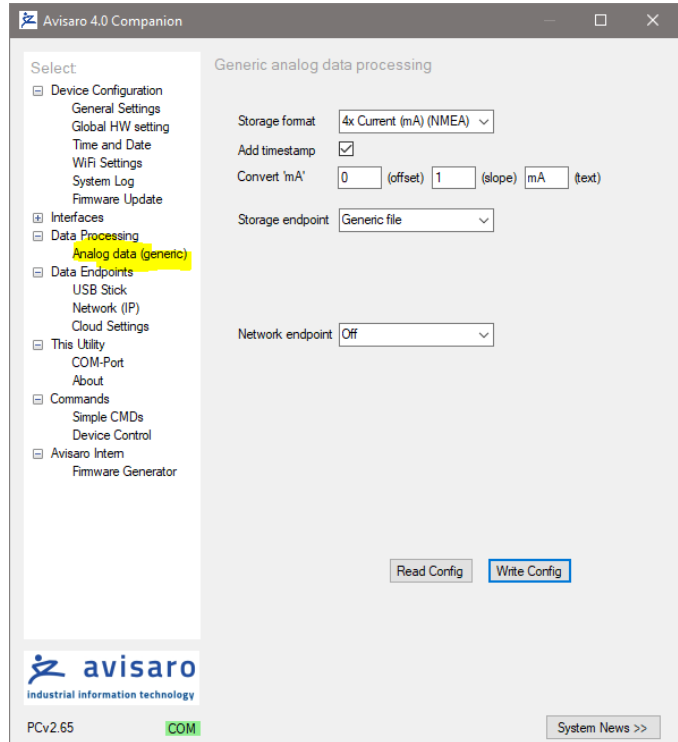 Avisaro 4.0 Companion
Select
Device Configuration
General Settings
Global HW setting
Time and Date
WiFi Settings
System Log
Firmware Update
Interfaces
Data Processing
Analog data (generic)
Data Endpoints
USB Stick
Network (IP)
Cloud Settings
This Utility
COM-Port
About
Commands
Simple CMDs
Device Control
Avisaro Intern
Firmware Generator
avisaro
industrial information technology
PCv2.65 COM
Generic analog data processing
Storage format 4x Current (mA) (NMEA)
Add timestamp
Convert 'mA' 0 (offset) 1 (slope) mA (text)
Storage endpoint Generic file
Network endpoint Off
Read Config Write Config
System News >>